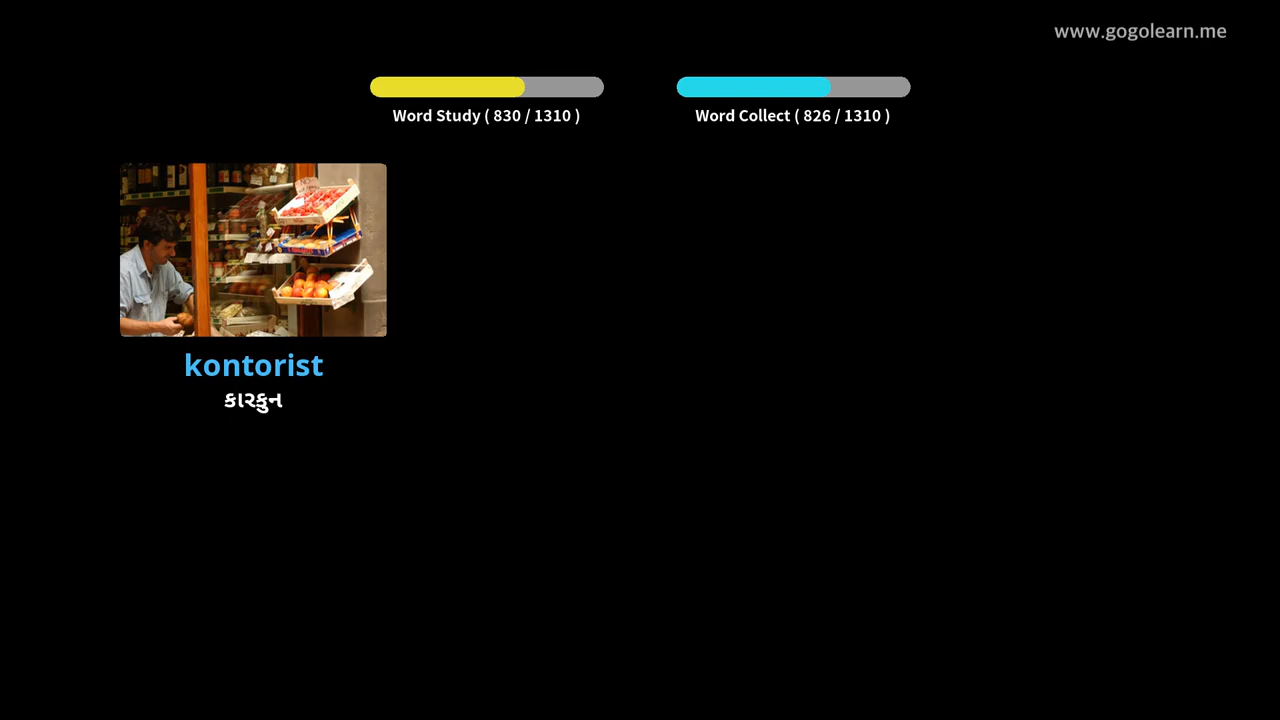 www.gogolearn.me
Word Study ( 830 / 1310 )
Word Collect ( 826 / 1310 )
kontorist
કારકુન